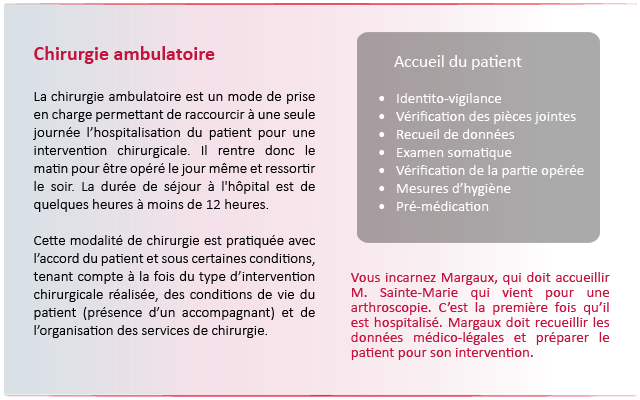 Chirurgie ambulatoire
La chirurgie ambulatoire est un mode de prise
en charge permettant de raccourcir à une seule
journée l’hospitalisation du patient pour une
intervention chirurgicale. Il rentre donc le
matin pour être opéré le jour même et ressortir
le soir. La durée de séjour à l'hôpital est de
quelques heures à moins de 12 heures.
Cette modalité de chirurgie est pratiquée avec
l’accord du patient et sous certaines conditions,
tenant compte à la fois du type d’intervention
chirurgicale réalisée, des conditions de vie du
patient (présence d’un accompagnant) et de
l’organisation des services de chirurgie.
Accueil du patient
• Identito-vigilance
• Vérification des pièces jointes
• Recueil de données
• Examen somatique
• Vérification de la partie opérée
• Mesures d’hygiène
• Pré-médication
Vous incarnez Margaux, qui doit accueillir
M. Sainte-Marie qui vient pour une
arthroscopie. C’est la première fois qu’il
est hospitalisé. Margaux doit recueillir les
données médico-légales et préparer le
patient pour son intervention.